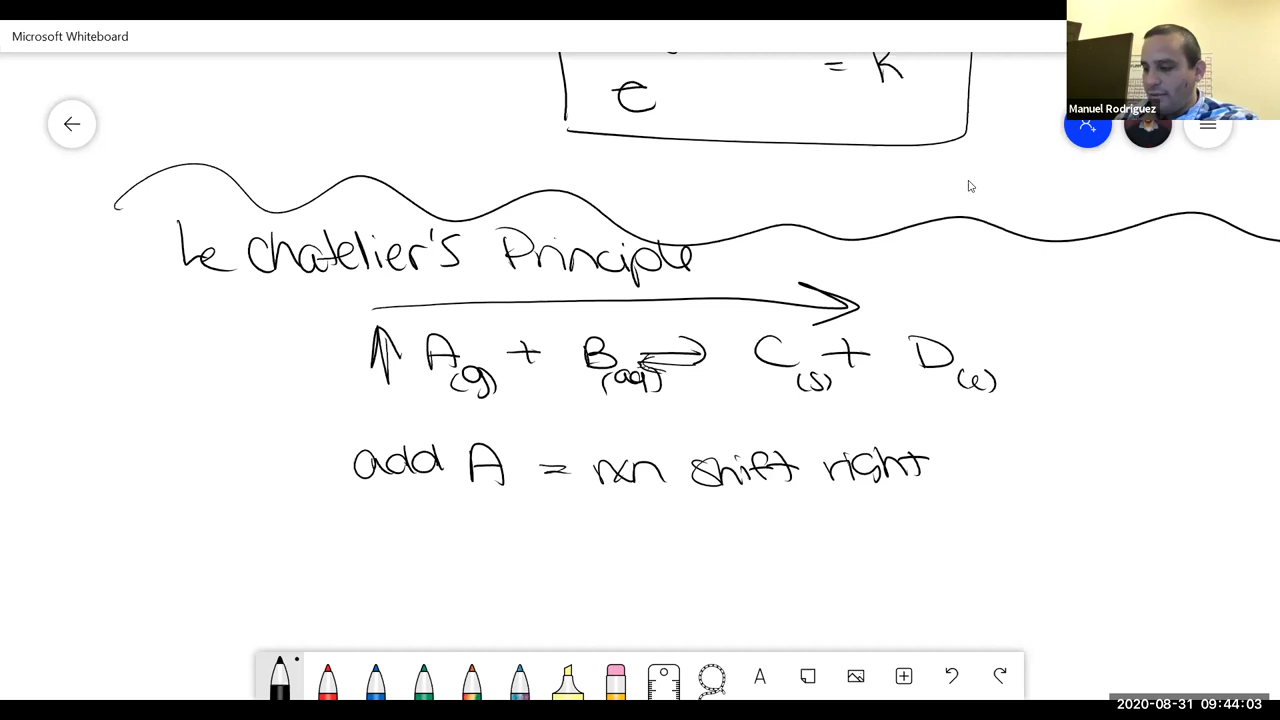 Microsoft Whiteboard
= K
e
Manuel Rodriguez
Le Chatelier's Principle
↑ A(g) + B(aq) ⇌ C(s) + D(l)
add A = rxn shift right
A
2020-08-31 09:44:03